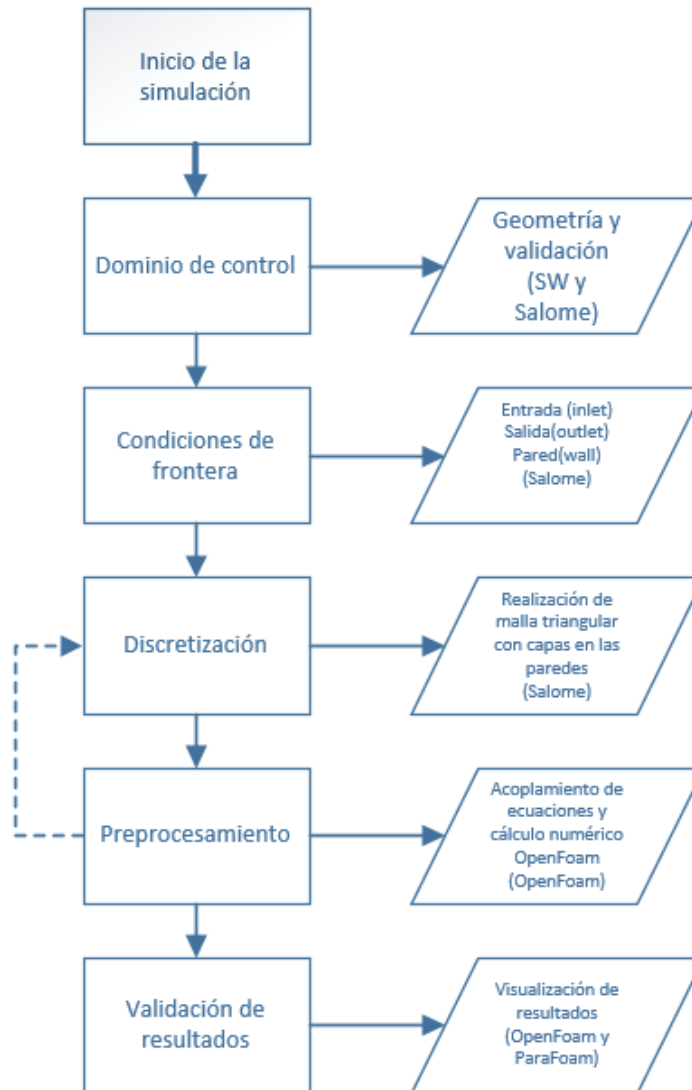 Inicio de la
simulación
Dominio de control
Geometría y
validación
(SW y
Salome)
Condiciones de
frontera
Entrada (inlet)
Salida(outlet)
Pared(wall)
(Salome)
Discretización
Realización de
malla triangular
con capas en las
paredes
(Salome)
Preprocesamiento
Acoplamiento de
ecuaciones y
cálculo numérico
OpenFoam
(OpenFoam)
Validación de
resultados
Visualización de
resultados
(OpenFoam y
ParaFoam)